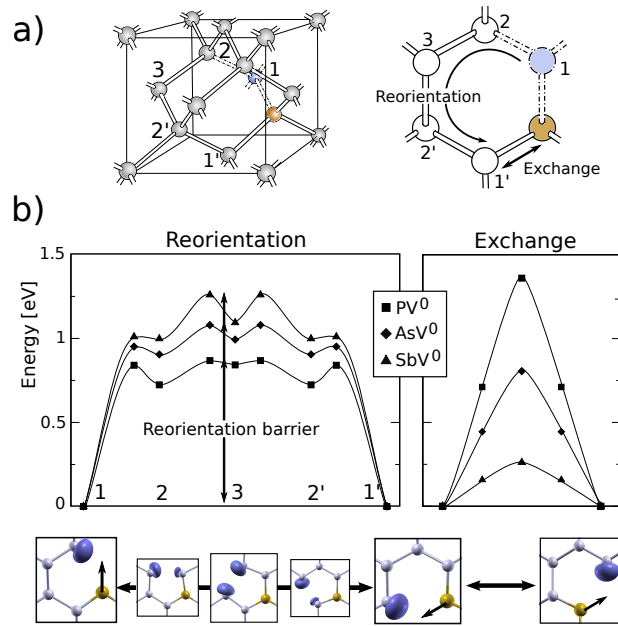 a)
2
1
3
2'
1'
2
3
1
Reorientation
2'
1'
Exchange
b)
Reorientation
Exchange
1.5
1
0.5
0
Energy [eV]
PV0
AsV0
SbV0
Reorientation barrier
1 2 3 2' 1'